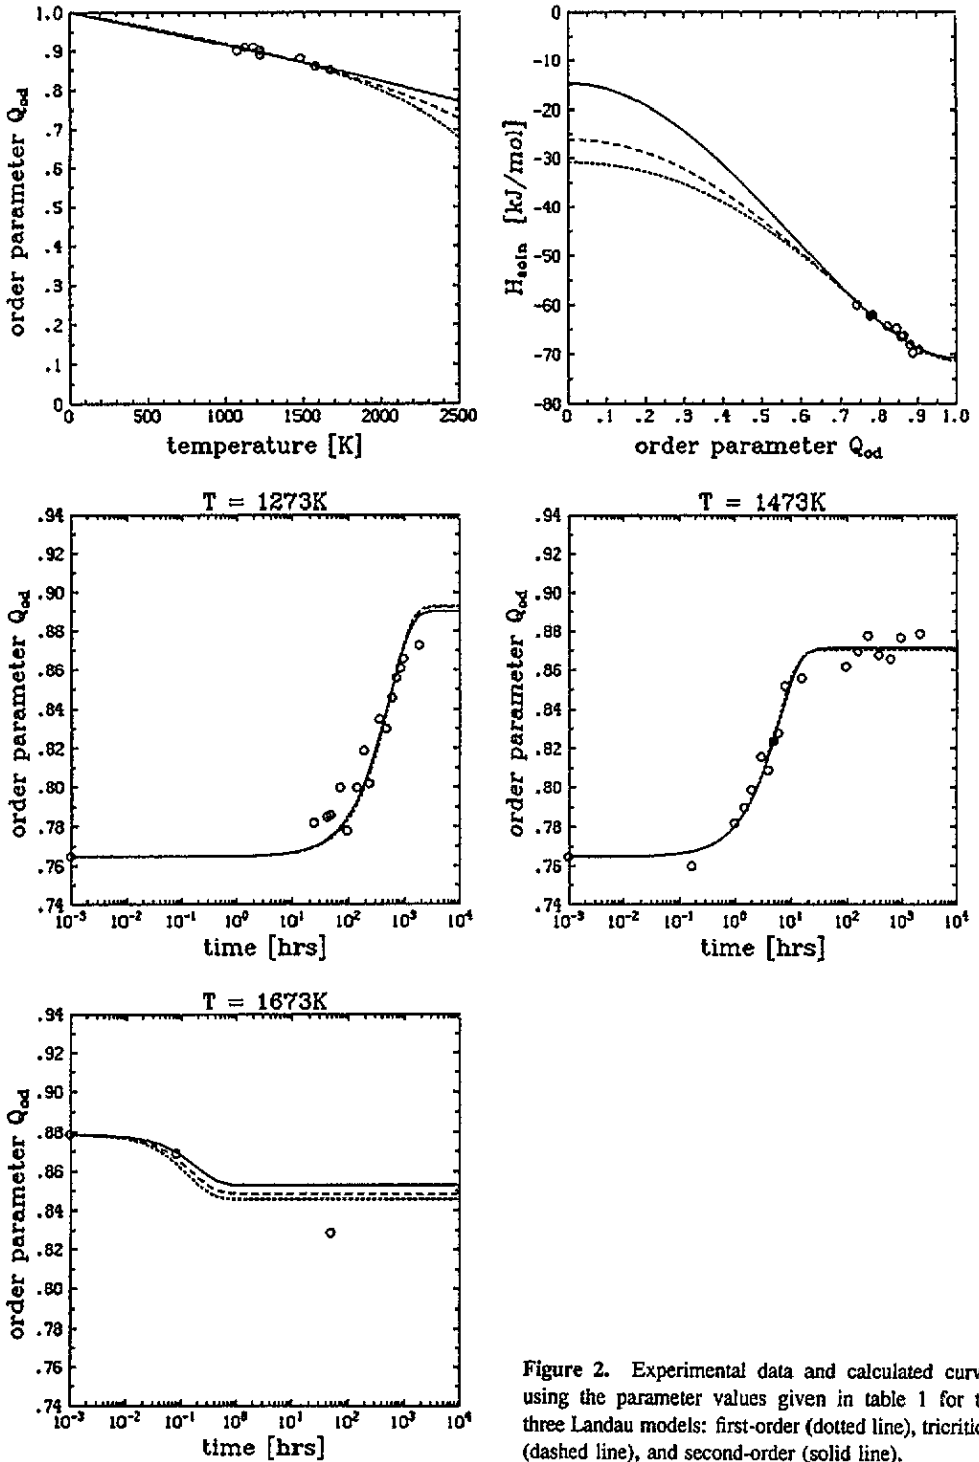 order parameter Q_od
1.0
.9
.8
.7
.6
.5
.4
.3
.2
.1
0
0 500 1000 1500 2000 2500
temperature [K]
H_soln [kJ/mol]
0
-10
-20
-30
-40
-50
-60
-70
-80
0 .1 .2 .3 .4 .5 .6 .7 .8 .9 1.0
order parameter Q_od
T = 1273K
order parameter Q_od
.94
.92
.90
.88
.86
.84
.82
.80
.78
.76
.74
10^-3 10^-2 10^-1 10^0 10^1 10^2 10^3 10^4
time [hrs]
T = 1473K
order parameter Q_od
.94
.92
.90
.88
.86
.84
.82
.80
.78
.76
.74
10^-3 10^-2 10^-1 10^0 10^1 10^2 10^3 10^4
time [hrs]
T = 1673K
order parameter Q_od
.94
.92
.90
.88
.86
.84
.82
.80
.78
.76
.74
10^-3 10^-2 10^-1 10^0 10^1 10^2 10^3 10^4
time [hrs]
Figure 2. Experimental data and calculated curv
using the parameter values given in table 1 for t
three Landau models: first-order (dotted line), tricritic
(dashed line), and second-order (solid line).